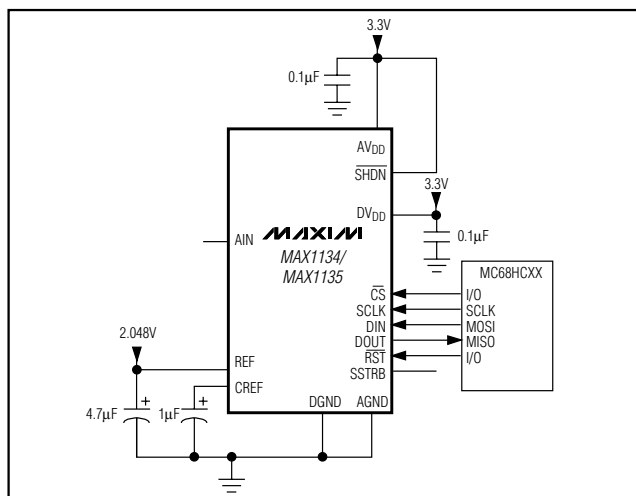 3.3V
0.1µF
AVDD
SHDN
3.3V
DVDD
AIN
MAXIM
0.1µF
MAX1134/
MAX1135
MC68HCXX
CS
I/O
SCLK
SCLK
DIN
MOSI
2.048V
DOUT
MISO
REF
RST
I/O
SSTRB
CREF
4.7µF
+
1µF
+
DGND
AGND